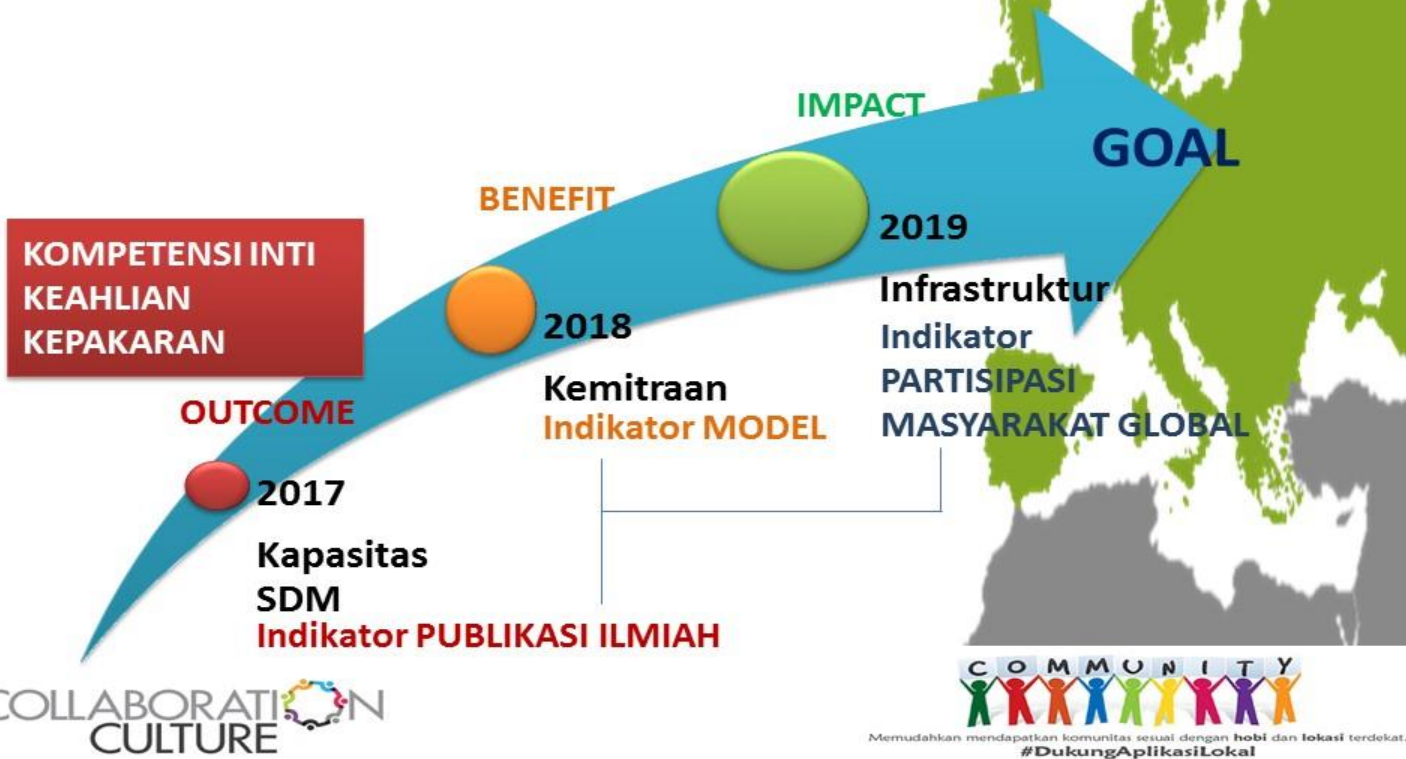 IMPACT
GOAL
BENEFIT
2019
KOMPETENSI INTI
KEAHLIAN
KEPAKARAN
Infrastruktur
2018
Indikator
Kemitraan
PARTISIPASI
OUTCOME
Indikator MODEL
MASYARAKAT GLOBAL
2017
Kapasitas
SDM
Indikator PUBLIKASI ILMIAH
COLLABORATION
CULTURE
COMMUNITY
Memudahkan mendapatkan komunitas sesuai dengan hobi dan lokasi terdekat.
#DukungAplikasiLokal